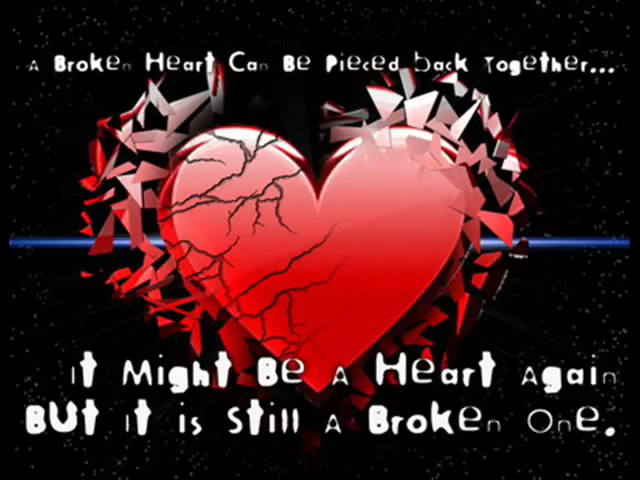 A Broken Heart Can Be Pieced back Together...
It Might Be A Heart Again
BUt it is Still A Broken One.